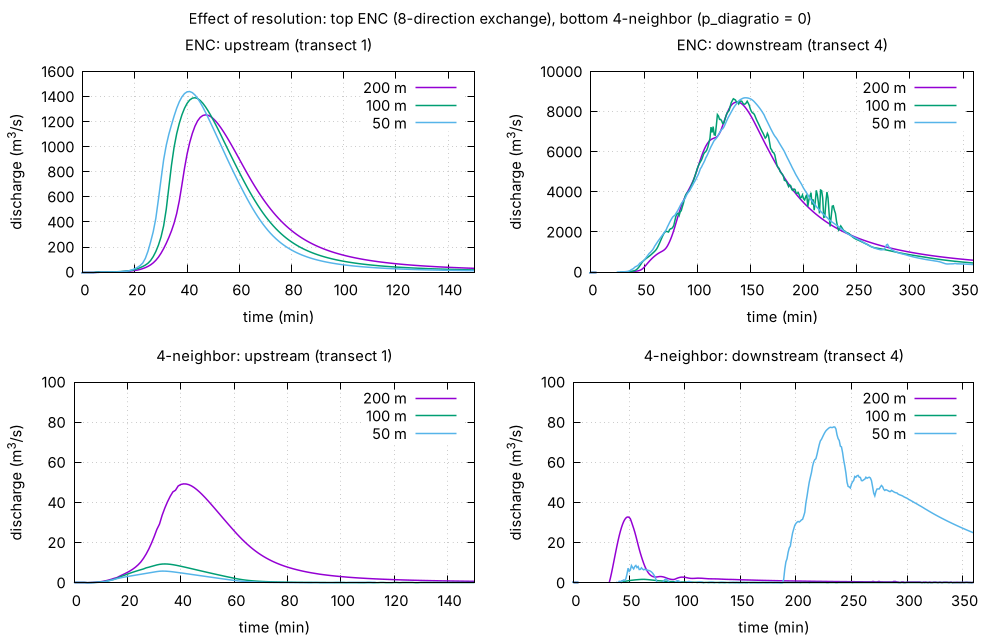 Effect of resolution: top ENC (8-direction exchange), bottom 4-neighbor (p_diagratio = 0)
ENC: upstream (transect 1)
discharge (m³/s)
1600
1400
1200
1000
800
600
400
200
0
200 m
100 m
50 m
0 20 40 60 80 100 120 140
time (min)
ENC: downstream (transect 4)
discharge (m³/s)
10000
8000
6000
4000
2000
0
200 m
100 m
50 m
0 50 100 150 200 250 300 350
time (min)
4-neighbor: upstream (transect 1)
discharge (m³/s)
100
80
60
40
20
0
200 m
100 m
50 m
0 20 40 60 80 100 120 140
time (min)
4-neighbor: downstream (transect 4)
discharge (m³/s)
100
80
60
40
20
0
200 m
100 m
50 m
0 50 100 150 200 250 300 350
time (min)